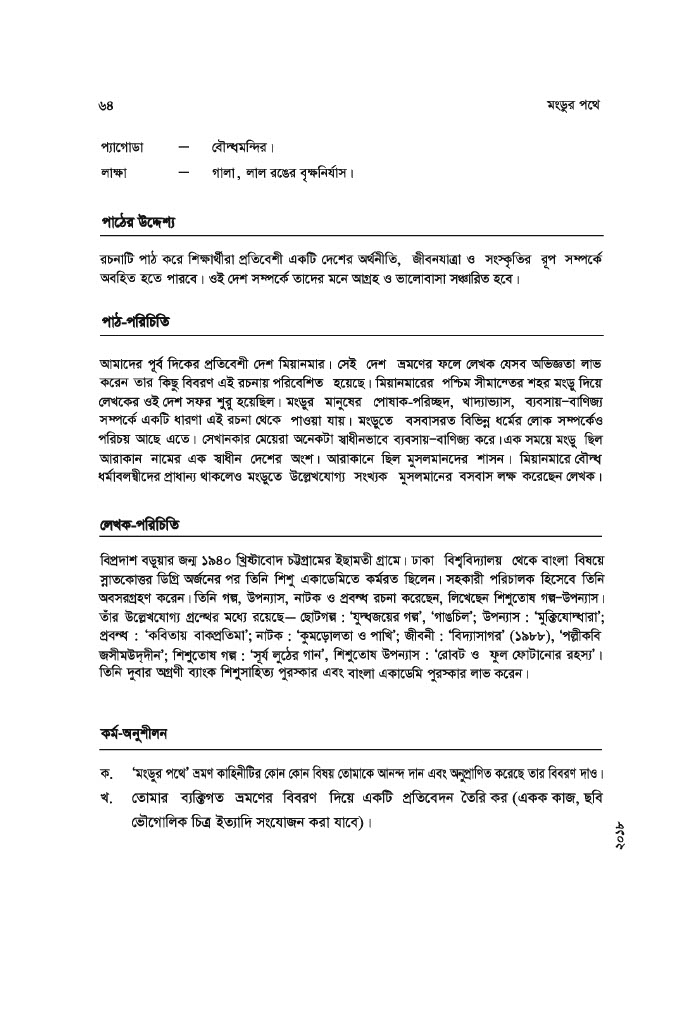 ৬৪ মংডুর পথে
প্যাগোডা — বৌদ্ধমন্দির।
লাক্ষা — গালা, লাল রঙের বৃক্ষনির্যাস।
পাঠের উদ্দেশ্য
রচনাটি পাঠ করে শিক্ষার্থীরা প্রতিবেশী একটি দেশের অর্থনীতি, জীবনযাত্রা ও সংস্কৃতির রূপ সম্পর্কে
অবহিত হতে পারবে। ওই দেশ সম্পর্কে তাদের মনে আগ্রহ ও ভালোবাসা সঞ্চারিত হবে।
পাঠ-পরিচিতি
আমাদের পূর্ব দিকের প্রতিবেশী দেশ মিয়ানমার। সেই দেশ ভ্রমণের ফলে লেখক যেসব অভিজ্ঞতা লাভ
করেন তার কিছু বিবরণ এই রচনায় পরিবেশিত হয়েছে। মিয়ানমারের পশ্চিম সীমান্তের শহর মংডু দিয়ে
লেখকের ওই দেশ সফর শুরু হয়েছিল। মংডুর মানুষের পোষাক-পরিচ্ছদ, খাদ্যাভ্যাস, ব্যবসায়-বাণিজ্য
সম্পর্কে একটি ধারণা এই রচনা থেকে পাওয়া যায়। মংডুতে বসবাসরত বিভিন্ন ধর্মের লোক সম্পর্কেও
পরিচয় আছে এতে। সেখানকার মেয়েরা অনেকটা স্বাধীনভাবে ব্যবসায়-বাণিজ্য করে।এক সময়ে মংডু ছিল
আরাকান নামের এক স্বাধীন দেশের অংশ। আরাকানে ছিল মুসলমানদের শাসন। মিয়ানমারে বৌদ্ধ
ধর্মাবলম্বীদের প্রাধান্য থাকলেও মংডুতে উল্লেখযোগ্য সংখ্যক মুসলমানের বসবাস লক্ষ করেছেন লেখক।
লেখক-পরিচিতি
বিপ্রদাশ বড়ুয়ার জন্ম ১৯৪০ খ্রিষ্টাব্দে চট্টগ্রামের ইছামতী গ্রামে। ঢাকা বিশ্ববিদ্যালয় থেকে বাংলা বিষয়ে
স্নাতকোত্তর ডিগ্রি অর্জনের পর তিনি শিশু একাডেমিতে কর্মরত ছিলেন। সহকারী পরিচালক হিসেবে তিনি
অবসরগ্রহণ করেন। তিনি গল্প, উপন্যাস, নাটক ও প্রবন্ধ রচনা করেছেন, লিখেছেন শিশুতোষ গল্প-উপন্যাস।
তাঁর উল্লেখযোগ্য গ্রন্থের মধ্যে রয়েছে— ছোটগল্প : ‘যুদ্ধজয়ের গল্প’, ‘গাঙচিল’; উপন্যাস : ‘মুক্তিযোদ্ধারা’;
প্রবন্ধ : ‘কবিতায় বাকপ্রতিমা’; নাটক : ‘কুমড়োলতা ও পাখি’; জীবনী : ‘বিদ্যাসাগর’ (১৯৮৮), ‘পল্লীকবি
জসীমউদ্‌দীন’; শিশুতোষ গল্প : ‘সূর্য লুঠের গান’, শিশুতোষ উপন্যাস : ‘রোবট ও ফুল ফোটানোর রহস্য’।
তিনি দুবার অগ্রণী ব্যাংক শিশুসাহিত্য পুরস্কার এবং বাংলা একাডেমি পুরস্কার লাভ করেন।
কর্ম-অনুশীলন
ক. ‘মংডুর পথে’ ভ্রমণ কাহিনীটির কোন কোন বিষয় তোমাকে আনন্দ দান এবং অনুপ্রাণিত করেছে তার বিবরণ দাও।
খ. তোমার ব্যক্তিগত ভ্রমণের বিবরণ দিয়ে একটি প্রতিবেদন তৈরি কর (একক কাজ, ছবি
ভৌগোলিক চিত্র ইত্যাদি সংযোজন করা যাবে)।
২০১৮